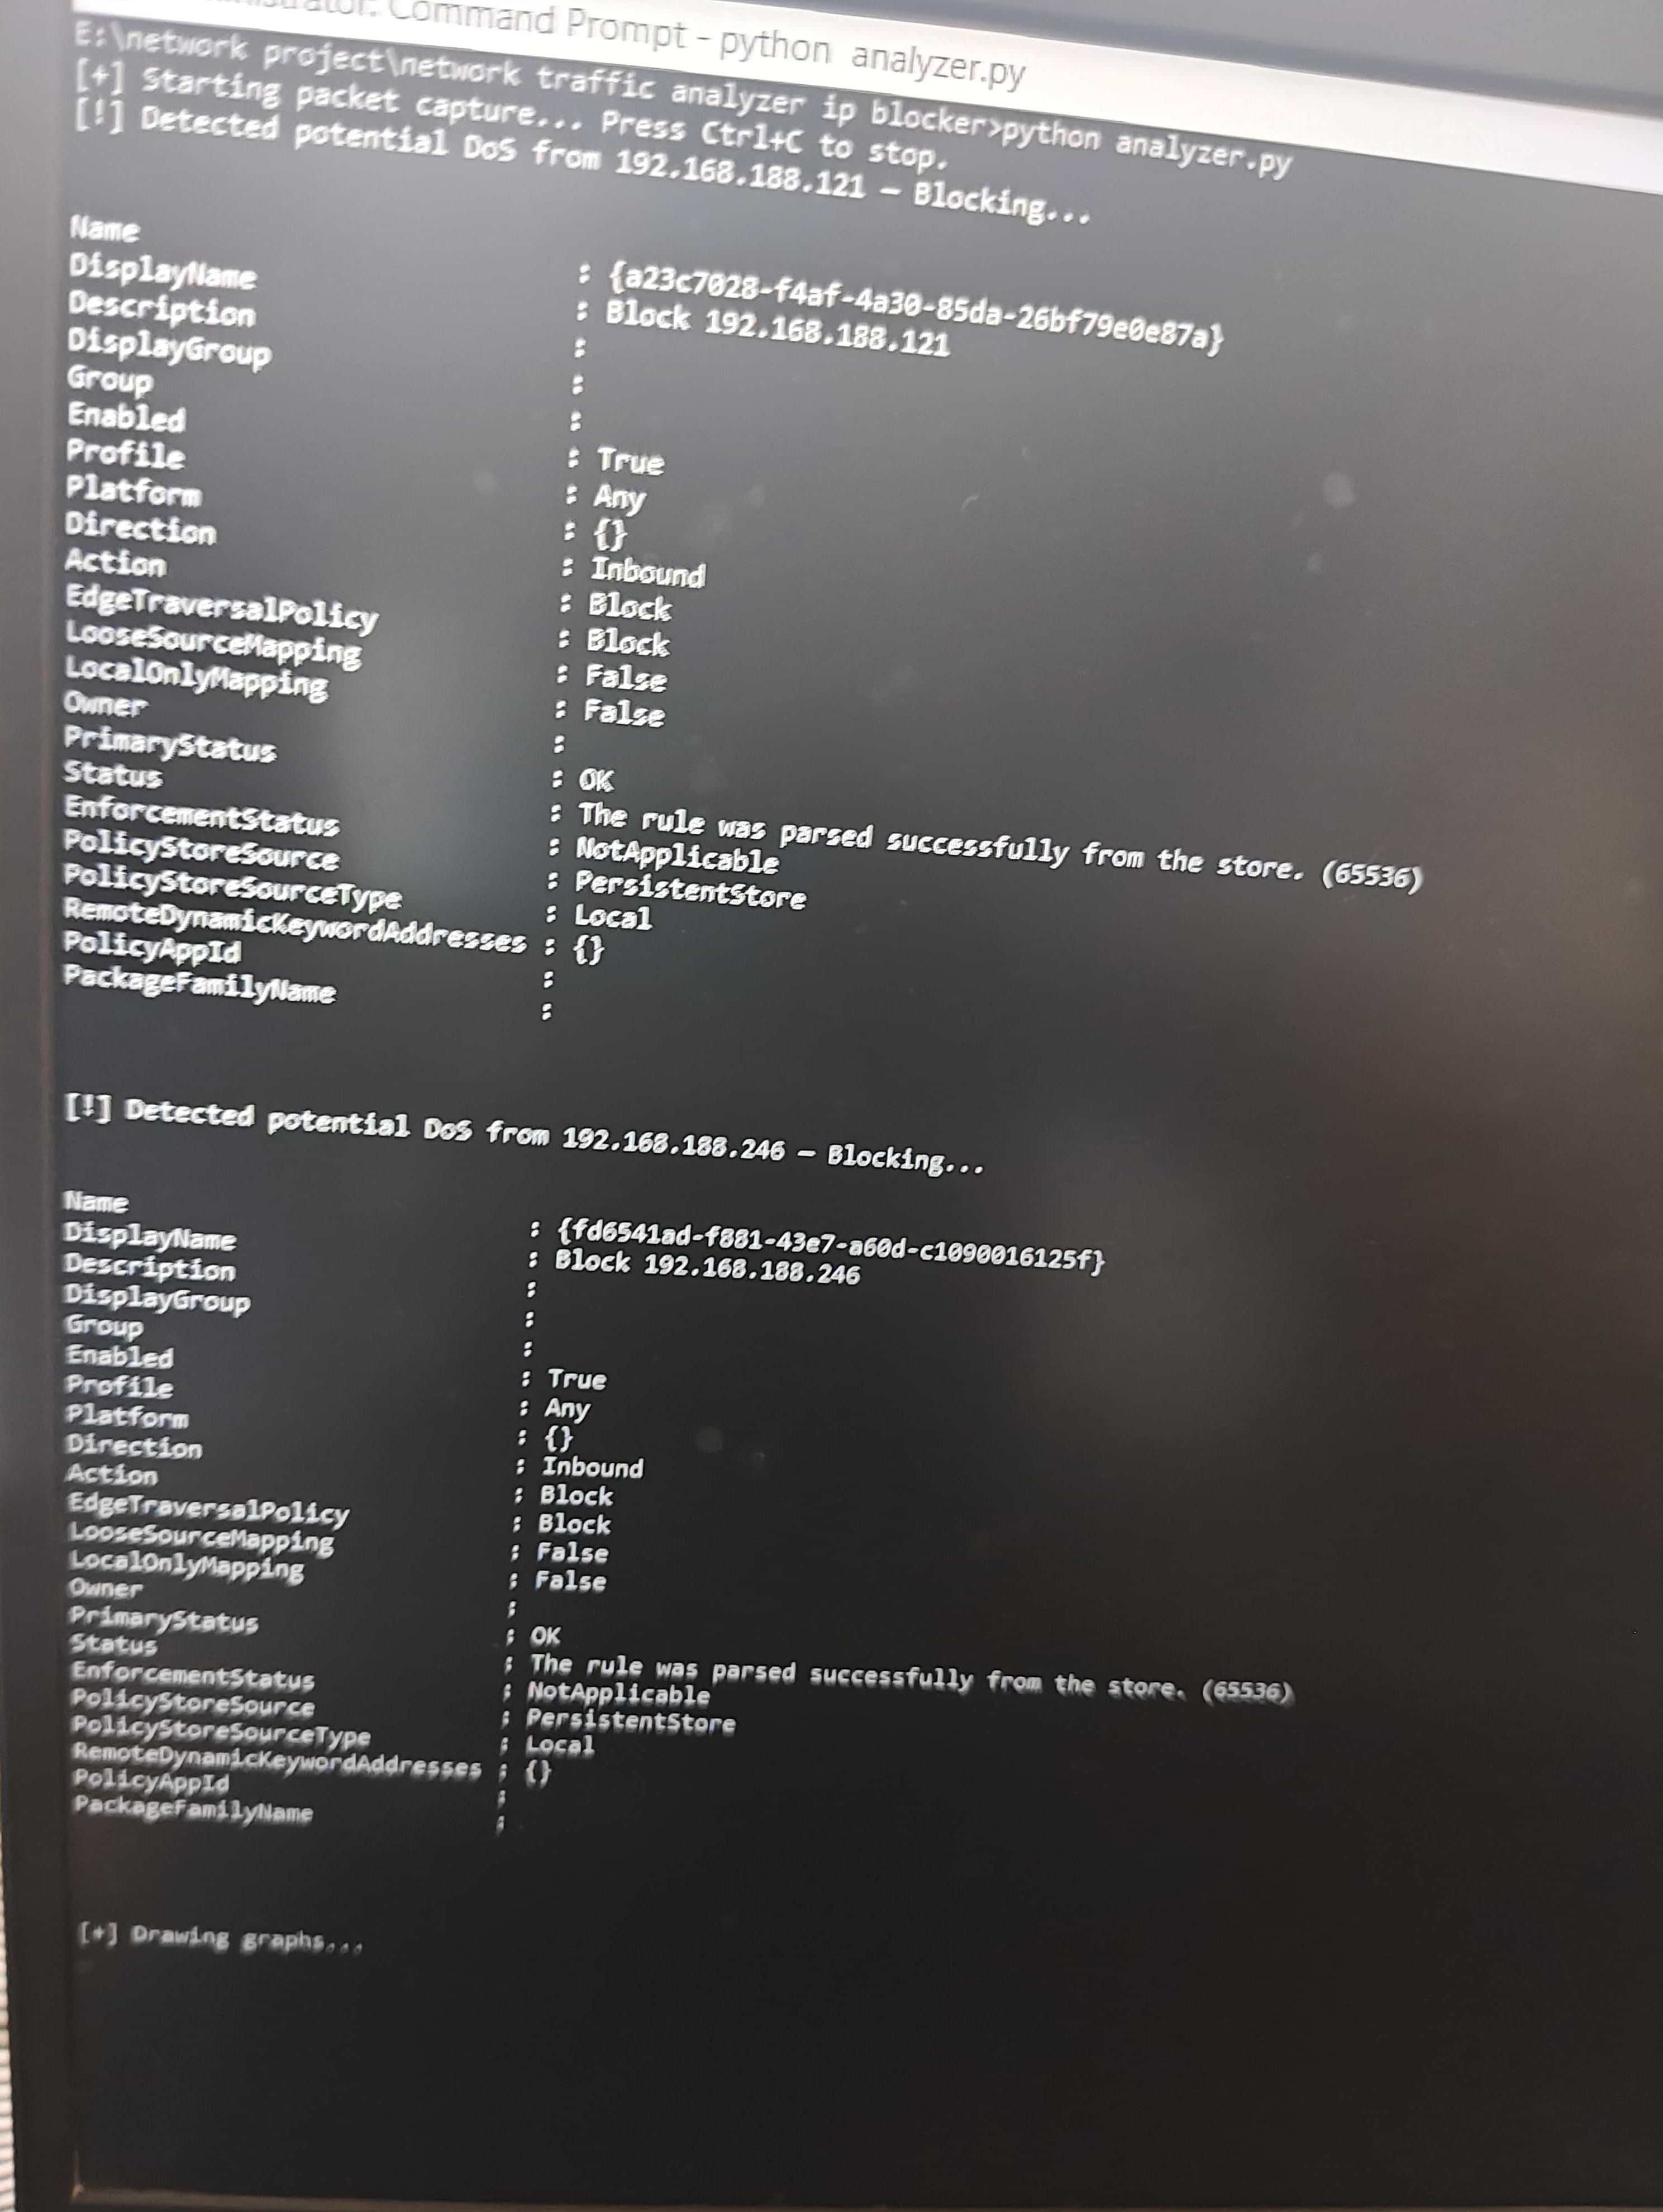 Command Prompt - python analyzer.py
E:\network project\network traffic analyzer ip blocker>python analyzer.py
[+] Starting packet capture... Press Ctrl+C to stop.
[!] Detected potential DoS from 192.168.188.121 — Blocking...
Name : {a23c7028-f4af-4a30-85da-26bf79e0e87a}
DisplayName : Block 192.168.188.121
Description :
DisplayGroup :
Group :
Enabled : True
Profile : Any
Platform : {}
Direction : Inbound
Action : Block
EdgeTraversalPolicy : Block
LooseSourceMapping : False
LocalOnlyMapping : False
Owner :
PrimaryStatus : OK
Status : The rule was parsed successfully from the store. (65536)
EnforcementStatus : NotApplicable
PolicyStoreSource : PersistentStore
PolicyStoreSourceType : Local
RemoteDynamicKeywordAddresses : {}
PolicyAppId :
PackageFamilyName :
[!] Detected potential DoS from 192.168.188.246 — Blocking...
Name : {fd6541ad-f881-43e7-a60d-c1090016125f}
DisplayName : Block 192.168.188.246
Description :
DisplayGroup :
Group :
Enabled : True
Profile : Any
Platform : {}
Direction : Inbound
Action : Block
EdgeTraversalPolicy : Block
LooseSourceMapping : False
LocalOnlyMapping : False
Owner :
PrimaryStatus : OK
Status : The rule was parsed successfully from the store. (65536)
EnforcementStatus : NotApplicable
PolicyStoreSource : PersistentStore
PolicyStoreSourceType : Local
RemoteDynamicKeywordAddresses : {}
PolicyAppId :
PackageFamilyName :
[+] Drawing graphs...